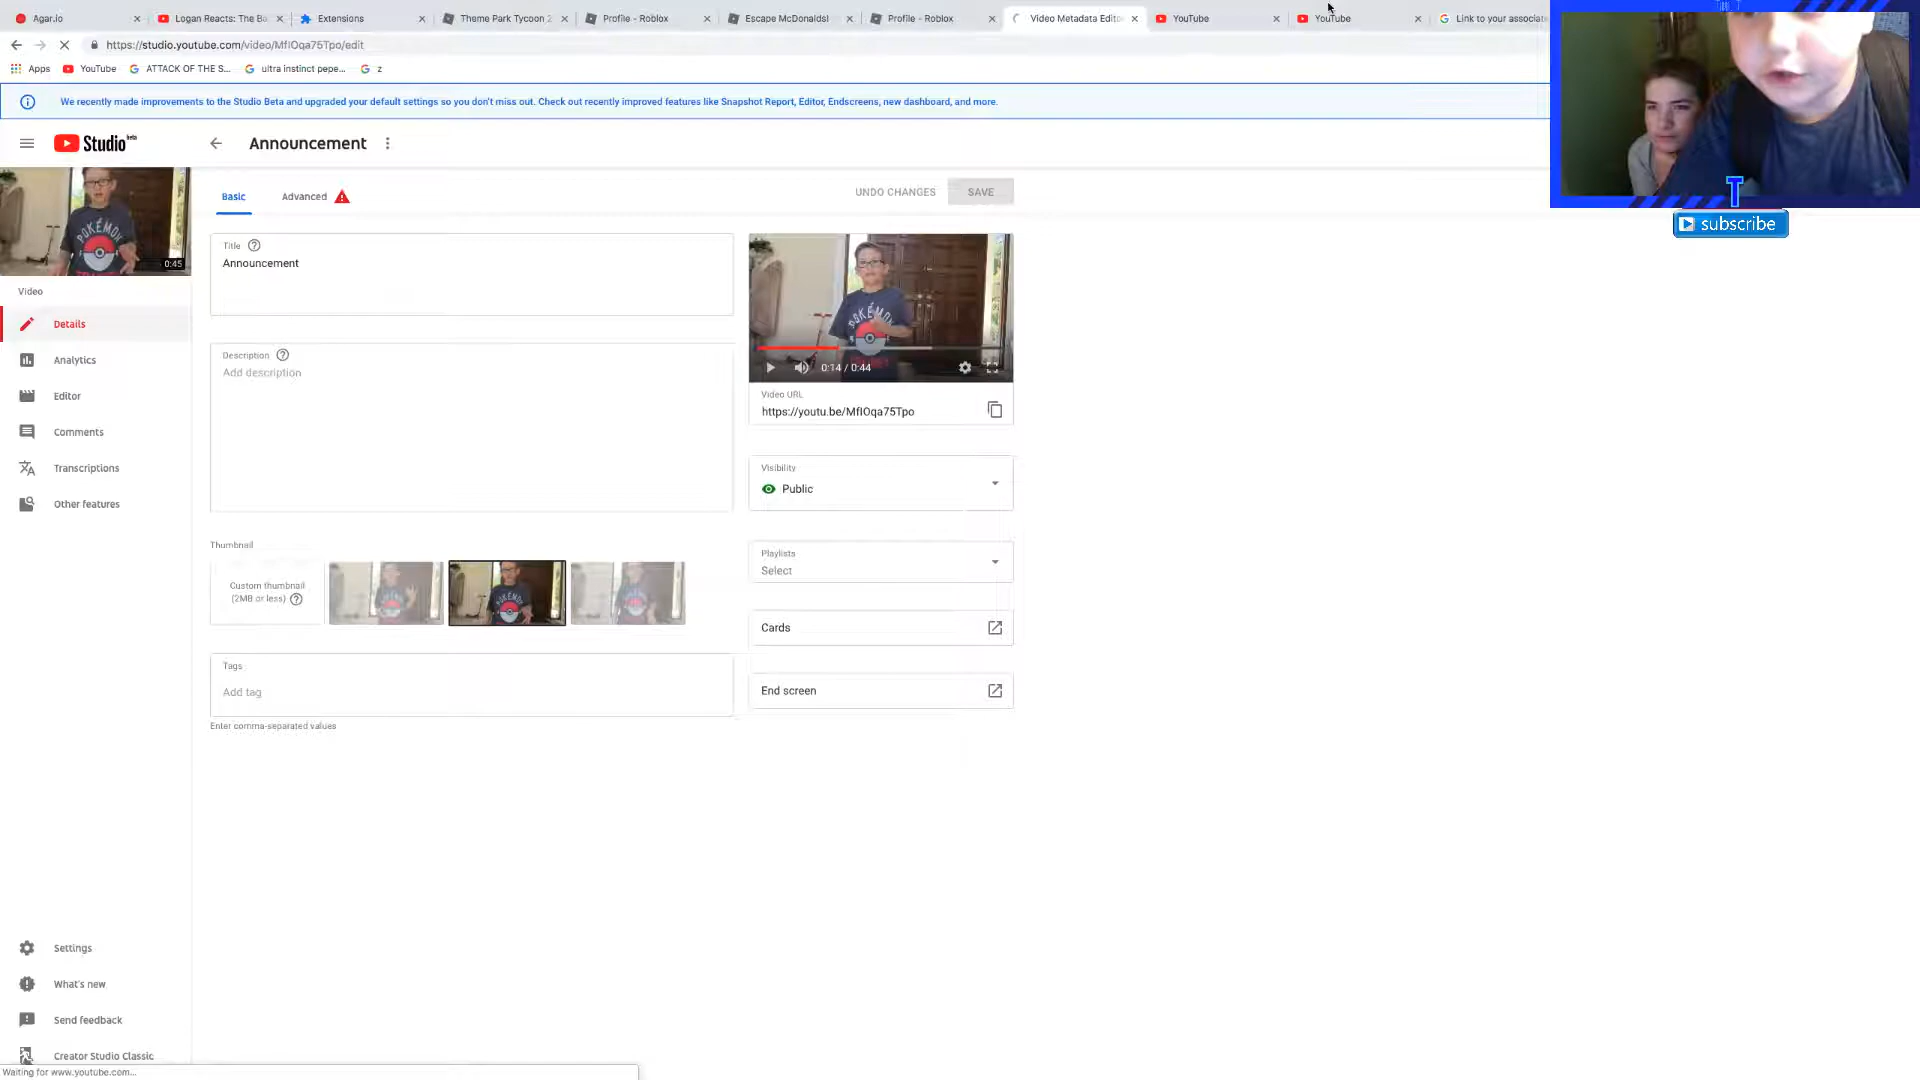 Agar.io
Logan Reacts: The Ba
Extensions
Theme Park Tycoon 2
Profile - Roblox
Escape McDonalds!
Profile - Roblox
Video Metadata Edito
YouTube
YouTube
Link to your associate
https://studio.youtube.com/video/MfIOqa75Tpo/edit
Apps
YouTube
ATTACK OF THE S...
ultra instinct pepe...
z
We recently made improvements to the Studio Beta and upgraded your default settings so you don't miss out. Check out recently improved features like Snapshot Report, Editor, Endscreens, new dashboard, and more.
Studio beta
Announcement
subscribe
Basic
Advanced
UNDO CHANGES
SAVE
POKÉMON
0:45
Title
Announcement
POKÉMON
0:14 / 0:44
Video
Details
Analytics
Editor
Comments
Transcriptions
Other features
Description
Add description
Video URL
https://youtu.be/MfIOqa75Tpo
Visibility
Public
Thumbnail
Custom thumbnail
(2MB or less)
POKÉMON
Playlists
Select
Cards
Tags
Add tag
Enter comma-separated values
End screen
Settings
What's new
Send feedback
Creator Studio Classic
Waiting for www.youtube.com...